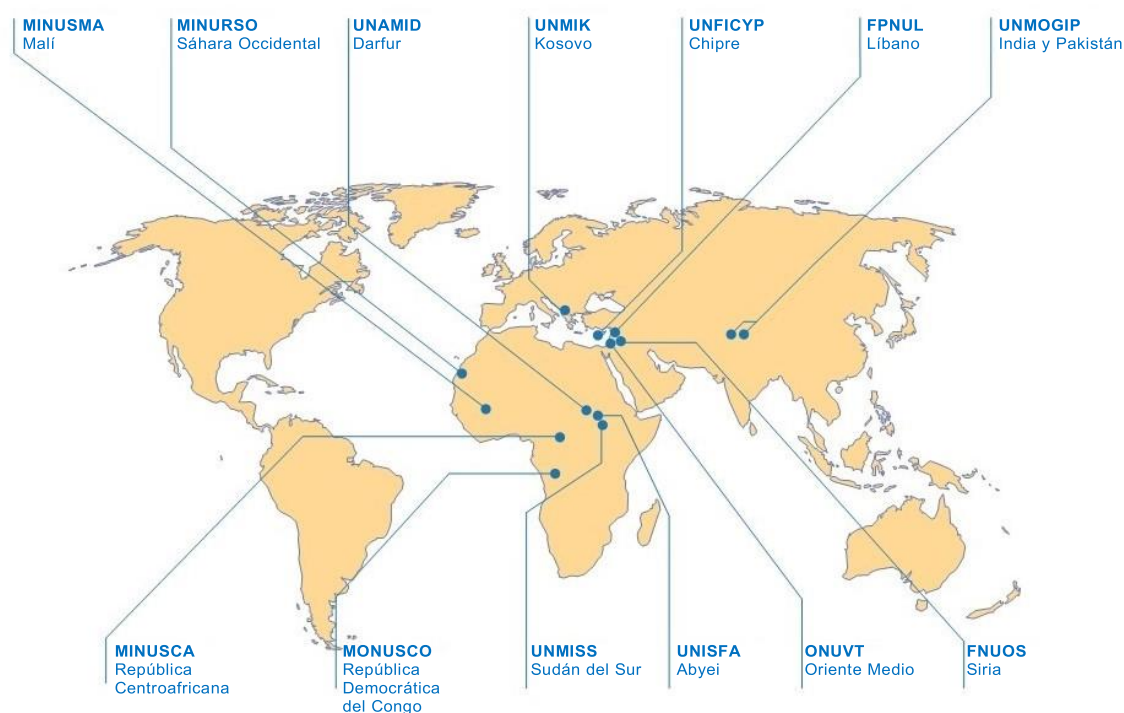 MINUSMA
Malí
MINURSO
Sáhara Occidental
UNAMID
Darfur
UNMIK
Kosovo
UNFICYP
Chipre
FPNUL
Líbano
UNMOGIP
India y Pakistán
MINUSCA
República
Centroafricana
MONUSCO
República
Democrática
del Congo
UNMISS
Sudán del Sur
UNISFA
Abyei
ONUVT
Oriente Medio
FNUOS
Siria